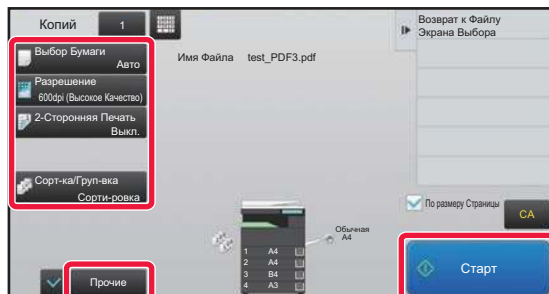 Копий 1
Выбор Бумаги
Авто
Разрешение
600dpi (Высокое Качество)
2-Сторонняя Печать
Выкл.
Сорт-ка/Груп-вка
Сорти-ровка
Прочие
Имя Файла test_PDF3.pdf
Обычная
A4
1 A4
2 A4
3 B4
4 A3
Возврат к Файлу
Экрана Выбора
По размеру Страницы
CA
Старт